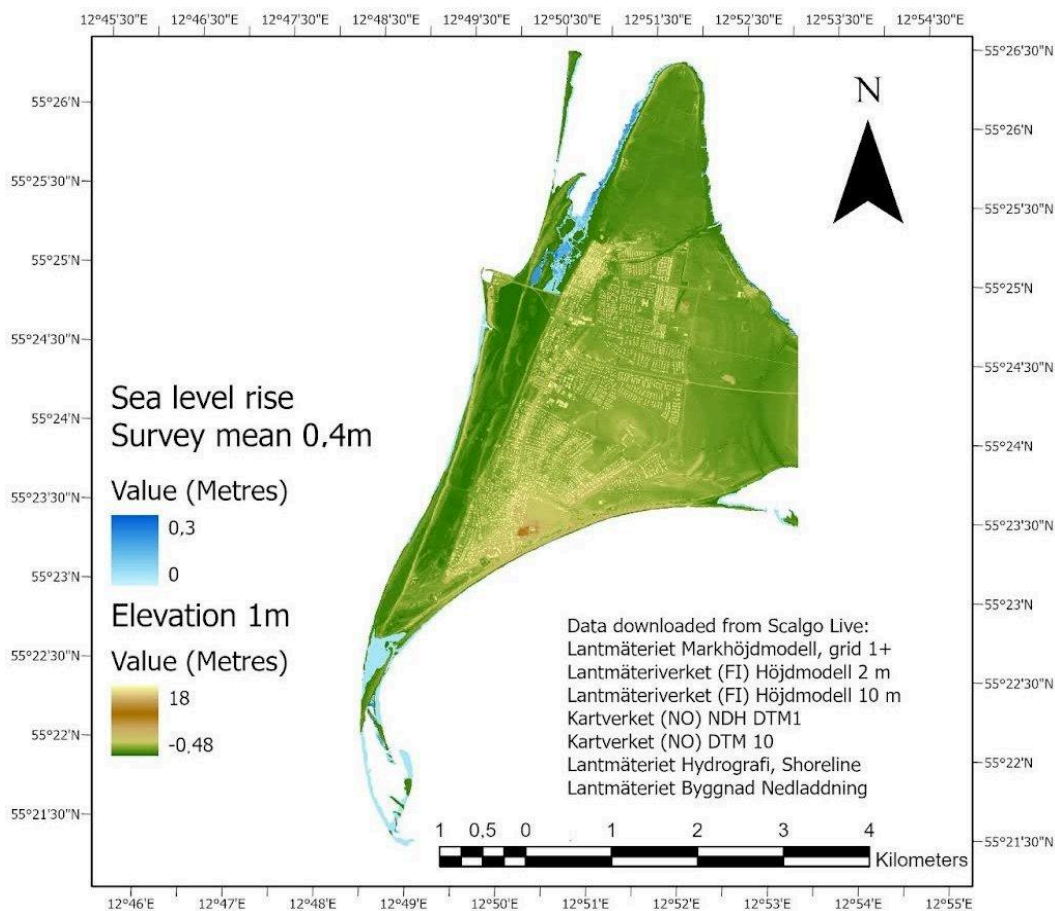 12°45'30"E 12°46'30"E 12°47'30"E 12°48'30"E 12°49'30"E 12°50'30"E 12°51'30"E 12°52'30"E 12°53'30"E 12°54'30"E
55°26'N
55°25'30"N
55°25'N
55°24'30"N
55°24'N
55°23'30"N
55°23'N
55°22'30"N
55°22'N
55°21'30"N
55°26'30"N
55°26'N
55°25'30"N
55°25'N
55°24'30"N
55°24'N
55°23'30"N
55°23'N
55°22'30"N
55°22'N
55°21'30"N
N
Sea level rise
Survey mean 0,4m
Value (Metres)
0,3
0
Elevation 1m
Value (Metres)
18
-0,48
Data downloaded from Scalgo Live:
Lantmäteriet Markhöjdmodell, grid 1+
Lantmäteriverket (FI) Höjdmodell 2 m
Lantmäteriverket (FI) Höjdmodell 10 m
Kartverket (NO) NDH DTM1
Kartverket (NO) DTM 10
Lantmäteriet Hydrografi, Shoreline
Lantmäteriet Byggnad Nedladdning
1 0,5 0 1 2 3 4
Kilometers
12°46'E 12°47'E 12°48'E 12°49'E 12°50'E 12°51'E 12°52'E 12°53'E 12°54'E 12°55'E